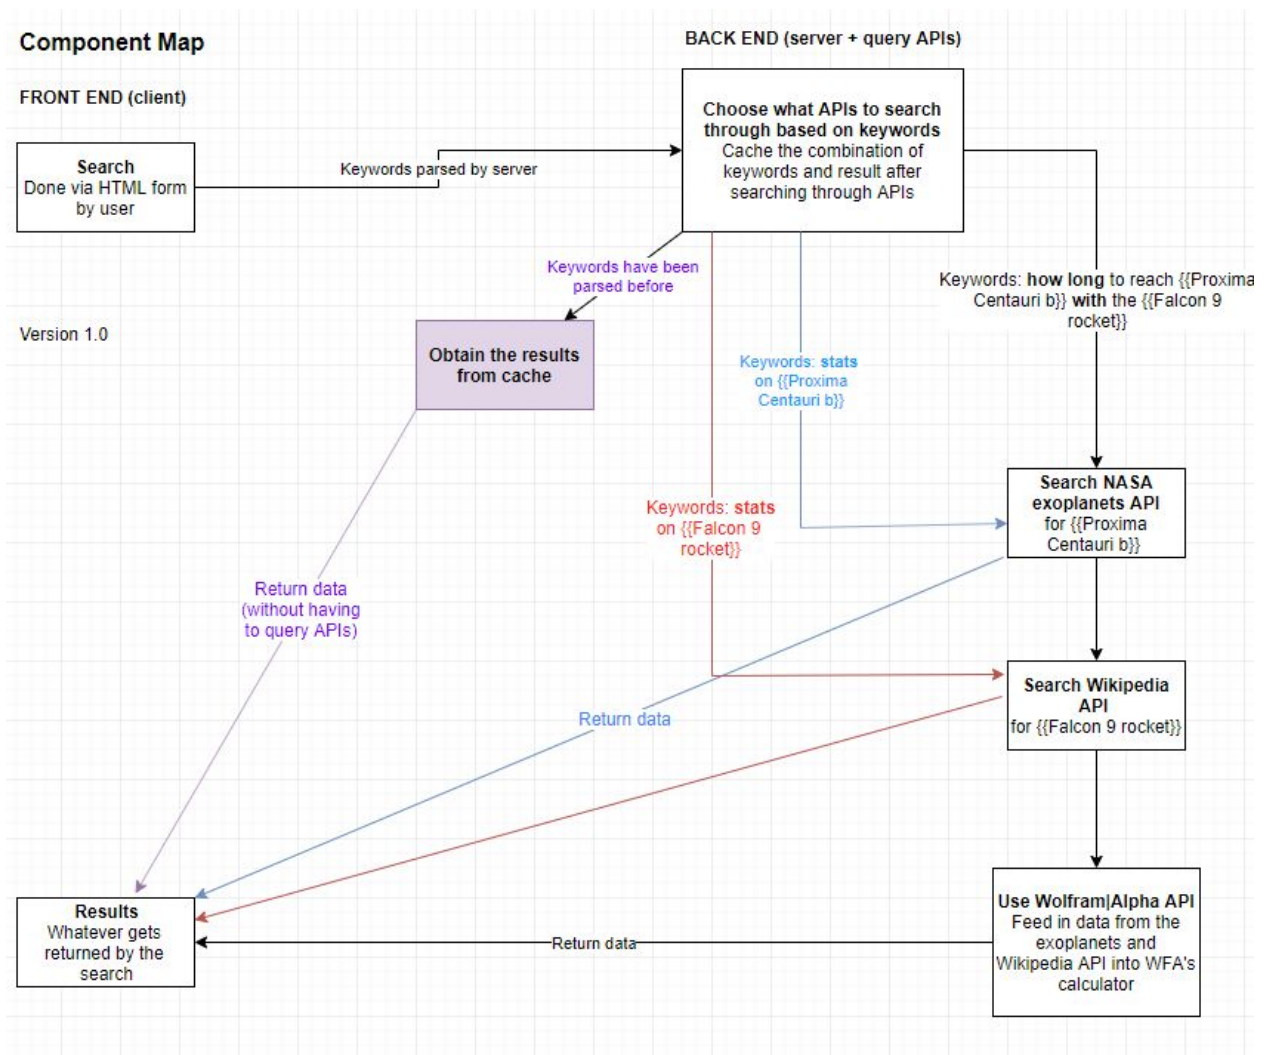 Component Map
BACK END (server + query APIs)
FRONT END (client)
Search
Done via HTML form
by user
Keywords parsed by server
Choose what APIs to search
through based on keywords
Cache the combination of
keywords and result after
searching through APIs
Keywords have been
parsed before
Keywords: how long to reach {{Proxima
Centauri b}} with the {{Falcon 9
rocket}}
Version 1.0
Obtain the results
from cache
Keywords: stats
on {{Proxima
Centauri b}}
Keywords: stats
on {{Falcon 9
rocket}}
Search NASA
exoplanets API
for {{Proxima
Centauri b}}
Return data
(without having
to query APIs)
Search Wikipedia
API
for {{Falcon 9 rocket}}
Return data
Results
Whatever gets
returned by the
search
Return data
Use Wolfram|Alpha API
Feed in data from the
exoplanets and
Wikipedia API into WFA's
calculator